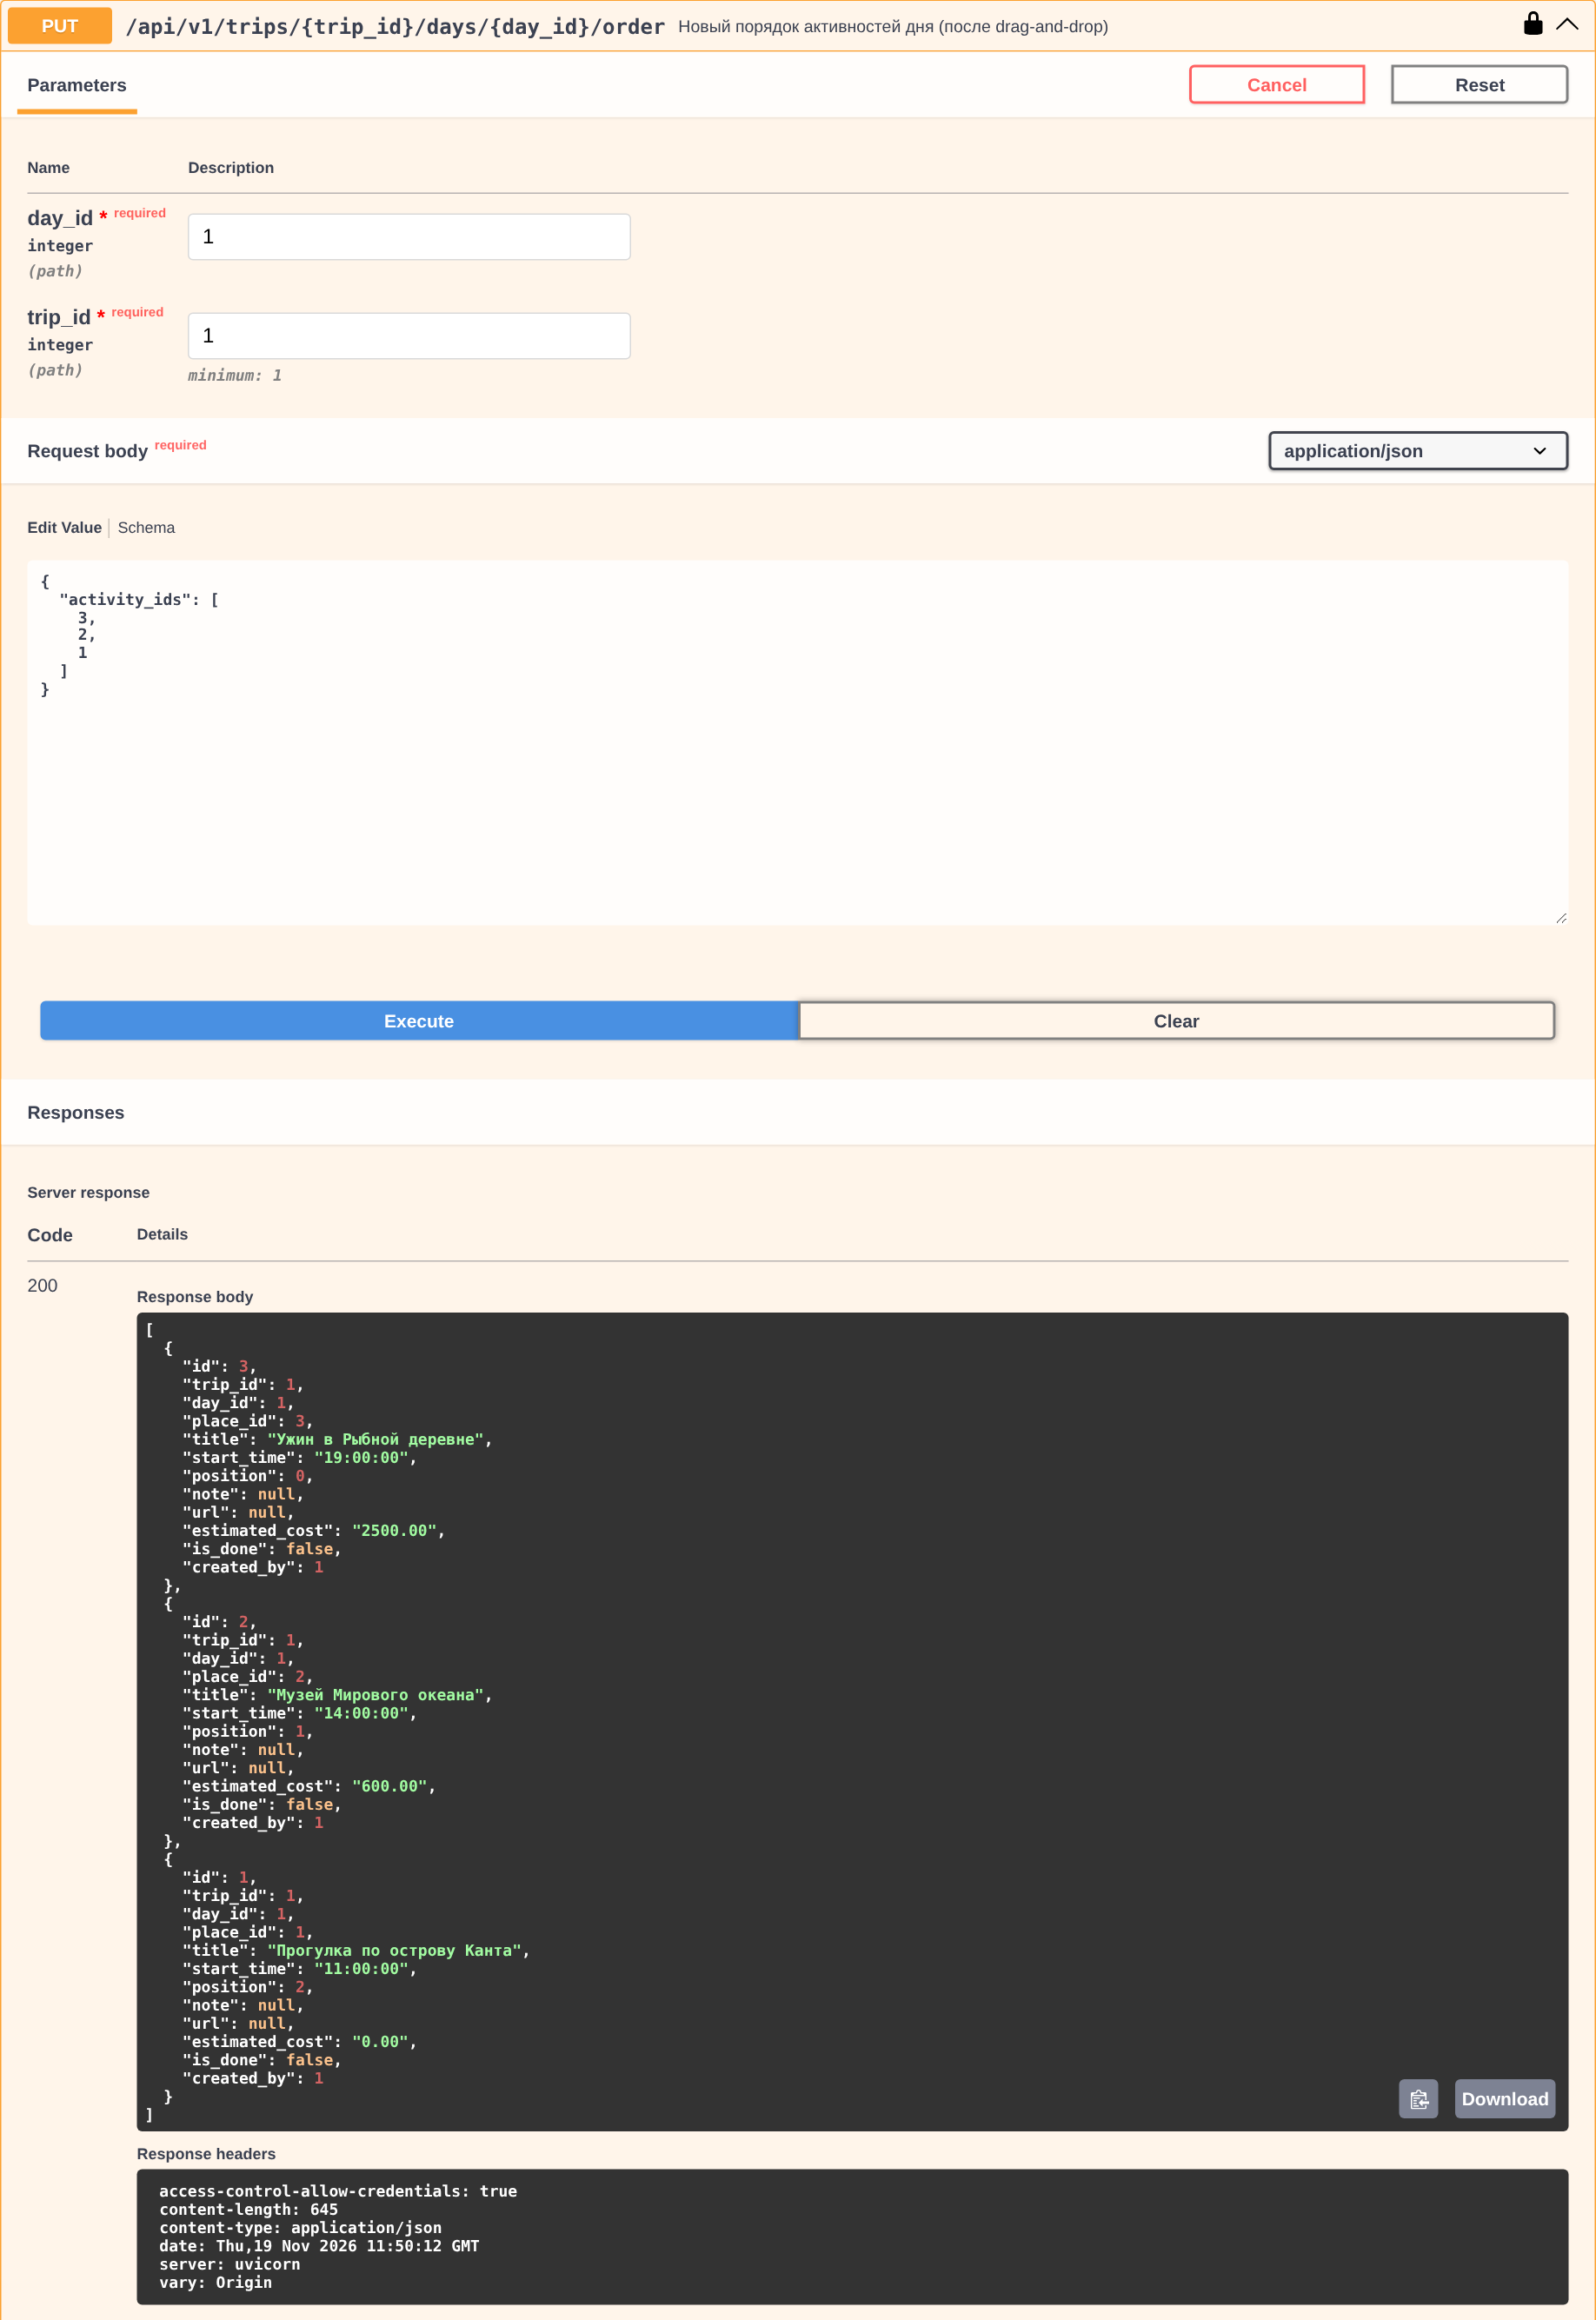 PUT /api/v1/trips/{trip_id}/days/{day_id}/order Новый порядок активностей дня (после drag-and-drop)
Parameters Cancel Reset
Name Description
day_id * required 1
integer
(path)
trip_id * required 1
integer
(path) minimum: 1
Request body required application/json
Edit Value Schema
{
"activity_ids": [
3,
2,
1
]
}
Execute Clear
Responses
Server response
Code Details
200
Response body
[
{
"id": 3,
"trip_id": 1,
"day_id": 1,
"place_id": 3,
"title": "Ужин в Рыбной деревне",
"start_time": "19:00:00",
"position": 0,
"note": null,
"url": null,
"estimated_cost": "2500.00",
"is_done": false,
"created_by": 1
},
{
"id": 2,
"trip_id": 1,
"day_id": 1,
"place_id": 2,
"title": "Музей Мирового океана",
"start_time": "14:00:00",
"position": 1,
"note": null,
"url": null,
"estimated_cost": "600.00",
"is_done": false,
"created_by": 1
},
{
"id": 1,
"trip_id": 1,
"day_id": 1,
"place_id": 1,
"title": "Прогулка по острову Канта",
"start_time": "11:00:00",
"position": 2,
"note": null,
"url": null,
"estimated_cost": "0.00",
"is_done": false,
"created_by": 1
}
]
Download
Response headers
access-control-allow-credentials: true
content-length: 645
content-type: application/json
date: Thu,19 Nov 2026 11:50:12 GMT
server: uvicorn
vary: Origin